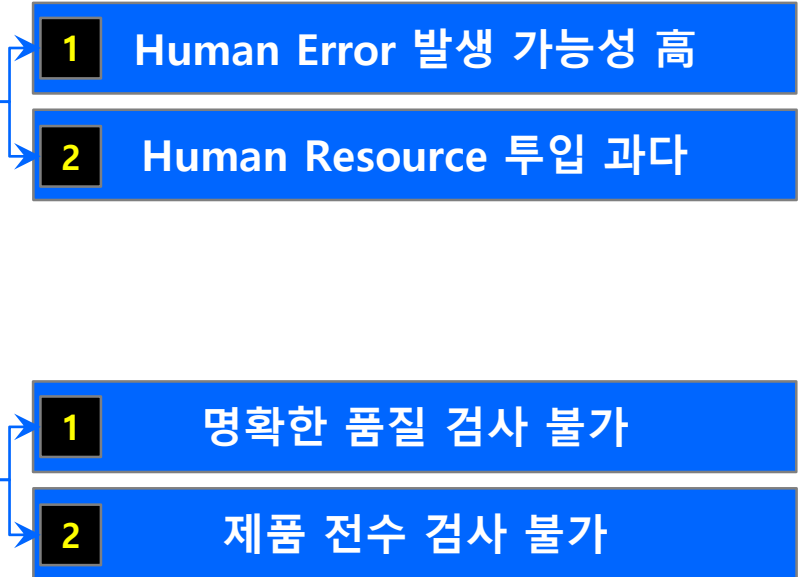 1 Human Error 발생 가능성 高
2 Human Resource 투입 과다
1 명확한 품질 검사 불가
2 제품 전수 검사 불가